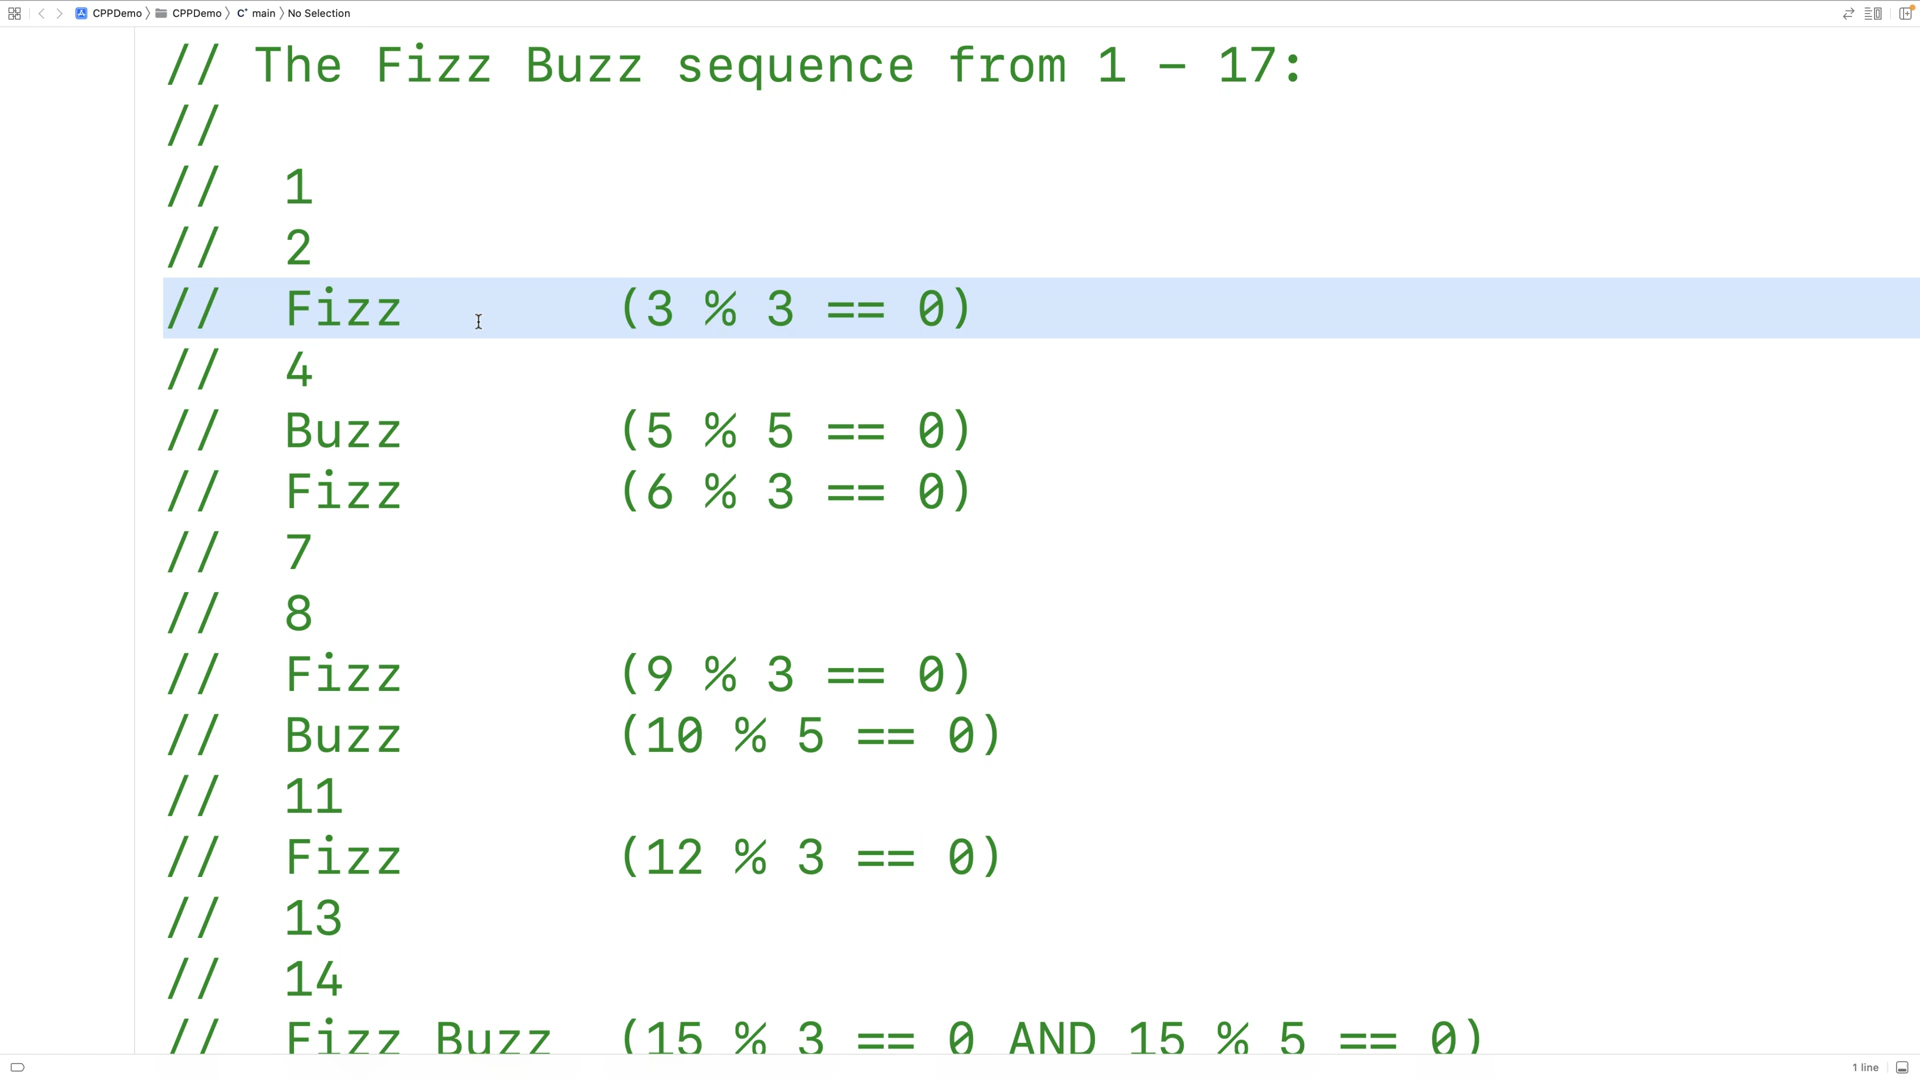 CPPDemo 〉 CPPDemo 〉 C⁺ main 〉 No Selection
// The Fizz Buzz sequence from 1 – 17:
//
//  1
//  2
//  Fizz       (3 % 3 == 0)
//  4
//  Buzz       (5 % 5 == 0)
//  Fizz       (6 % 3 == 0)
//  7
//  8
//  Fizz       (9 % 3 == 0)
//  Buzz       (10 % 5 == 0)
//  11
//  Fizz       (12 % 3 == 0)
//  13
//  14
//  Fizz Buzz  (15 % 3 == 0 AND 15 % 5 == 0)
1 line